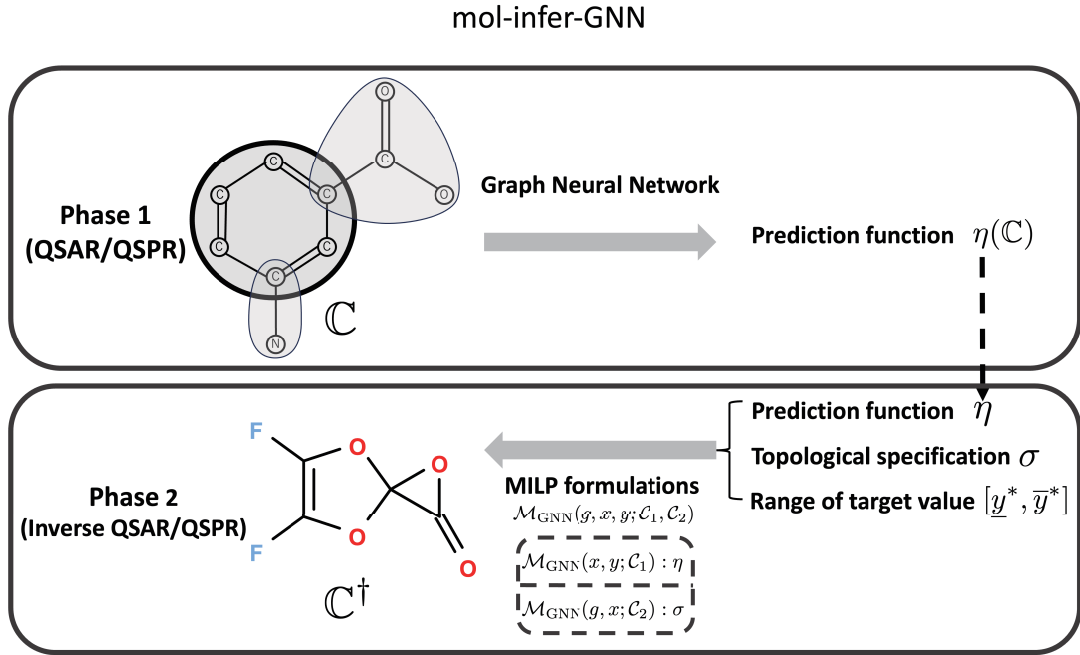 mol-infer-GNN
O
C
O
C
C
C
C
C
C
N
ℂ
Phase 1
(QSAR/QSPR)
Graph Neural Network
Prediction function η(ℂ)
Phase 2
(Inverse QSAR/QSPR)
F
O
O
F
O
O
ℂ†
MILP formulations
ℳGNN(g, x, y; 𝒞1, 𝒞2)
ℳGNN(x, y; 𝒞1) : η
ℳGNN(g, x; 𝒞2) : σ
Prediction function η
Topological specification σ
Range of target value [y̲*, y̅*]